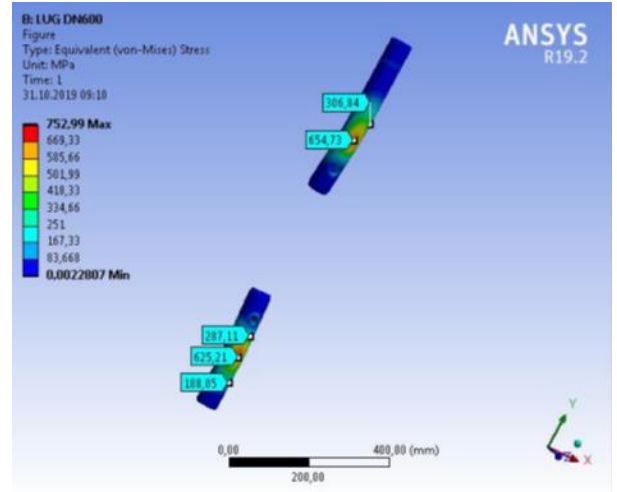 B: LUG DN600
Figure
Type: Equivalent (von-Mises) Stress
Unit: MPa
Time: 1
31.10.2019 09:10
752,99 Max
669,33
585,66
501,99
418,33
334,66
251
167,33
83,668
0,0022807 Min
ANSYS
R19.2
306,84
654,73
287,11
625,21
188,05
0,00
400,00 (mm)
200,00
Y
X